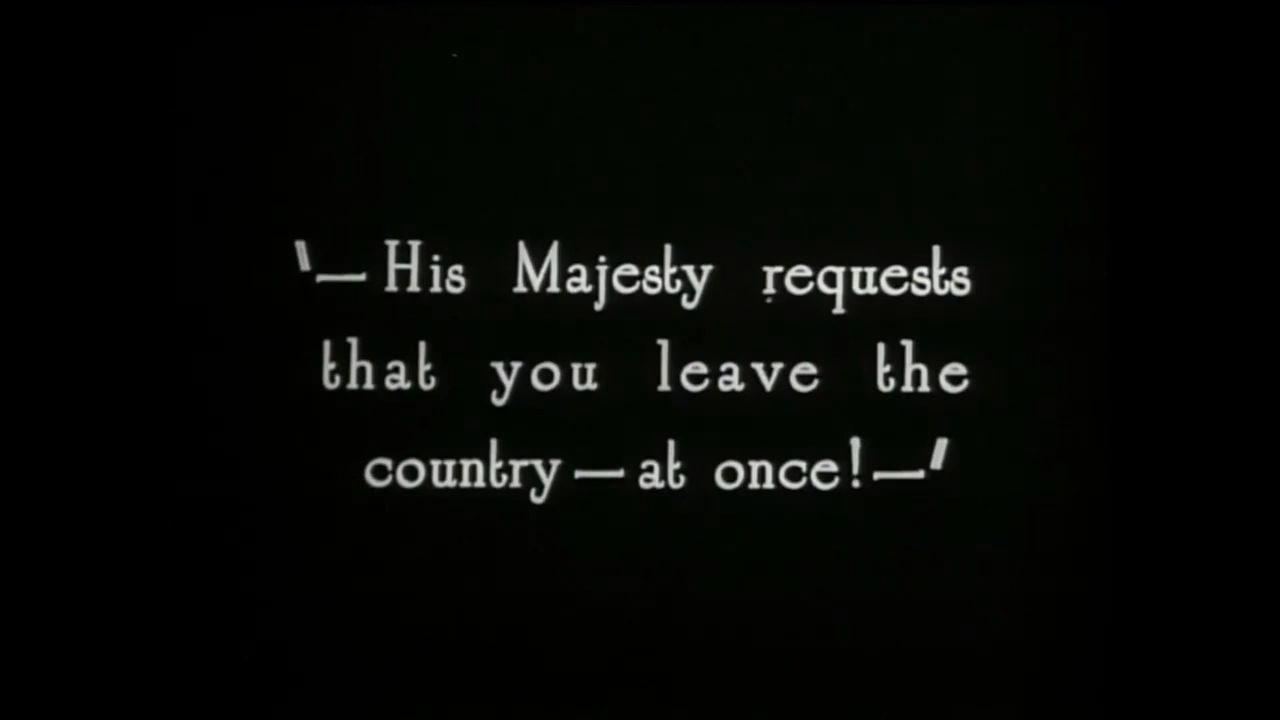 "—His Majesty requests
that you leave the
country—at once!—"